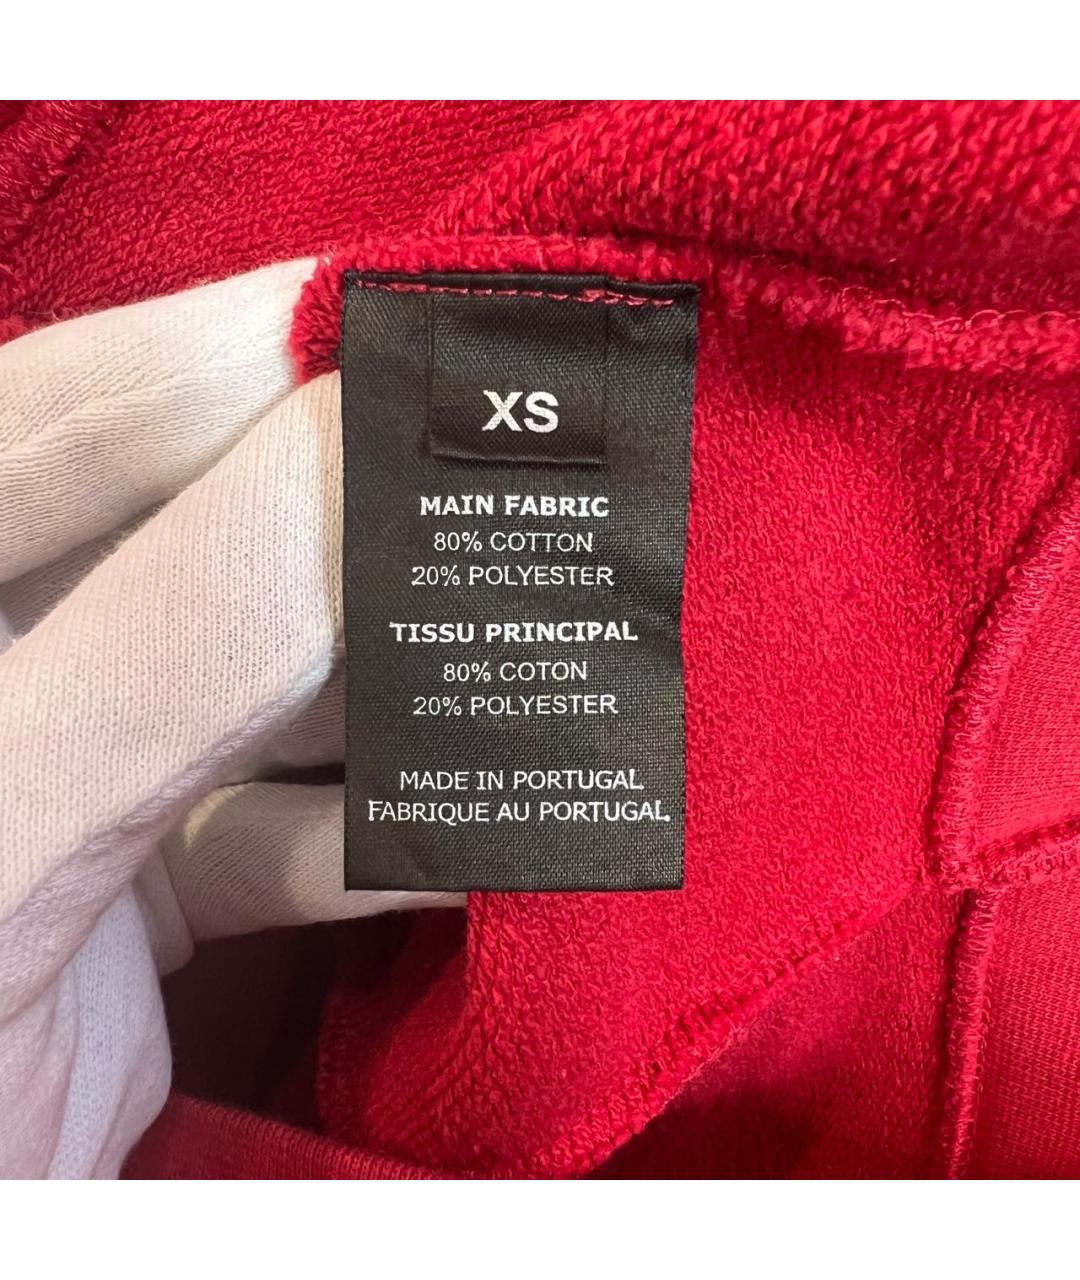 XS
MAIN FABRIC
80% COTTON
20% POLYESTER
TISSU PRINCIPAL
80% COTON
20% POLYESTER
MADE IN PORTUGAL
FABRIQUE AU PORTUGAL